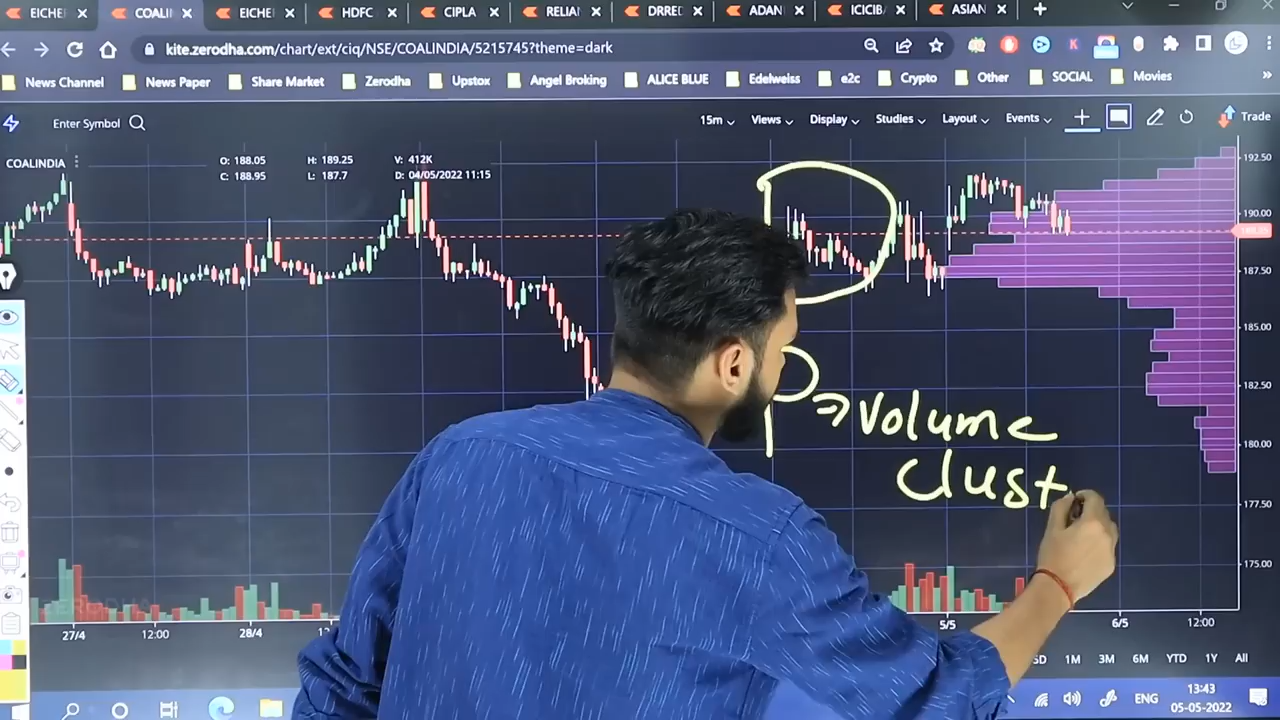 EICHE × COALI × EICHE × HDFC × CIPLA × RELIA × DRRED × ADAN × ICICIB × ASIAN × +
kite.zerodha.com/chart/ext/ciq/NSE/COALINDIA/5215745?theme=dark
News Channel News Paper Share Market Zerodha Upstox Angel Broking ALICE BLUE Edelweiss e2c Crypto Other SOCIAL Movies »
Enter Symbol 15m Views Display Studies Layout Events Trade
COALINDIA O: 188.05 H: 189.25 V: 412K
C: 188.95 L: 187.7 D: 04/05/2022 11:15
192.50
190.00
187.50
185.00
182.50
180.00
177.50
175.00
P ⇒ Volume
Clust
ZERODHA
27/4 12:00 28/4 5/5 6/5 12:00
1M 3M 6M YTD 1Y All
ENG 13:43
05-05-2022